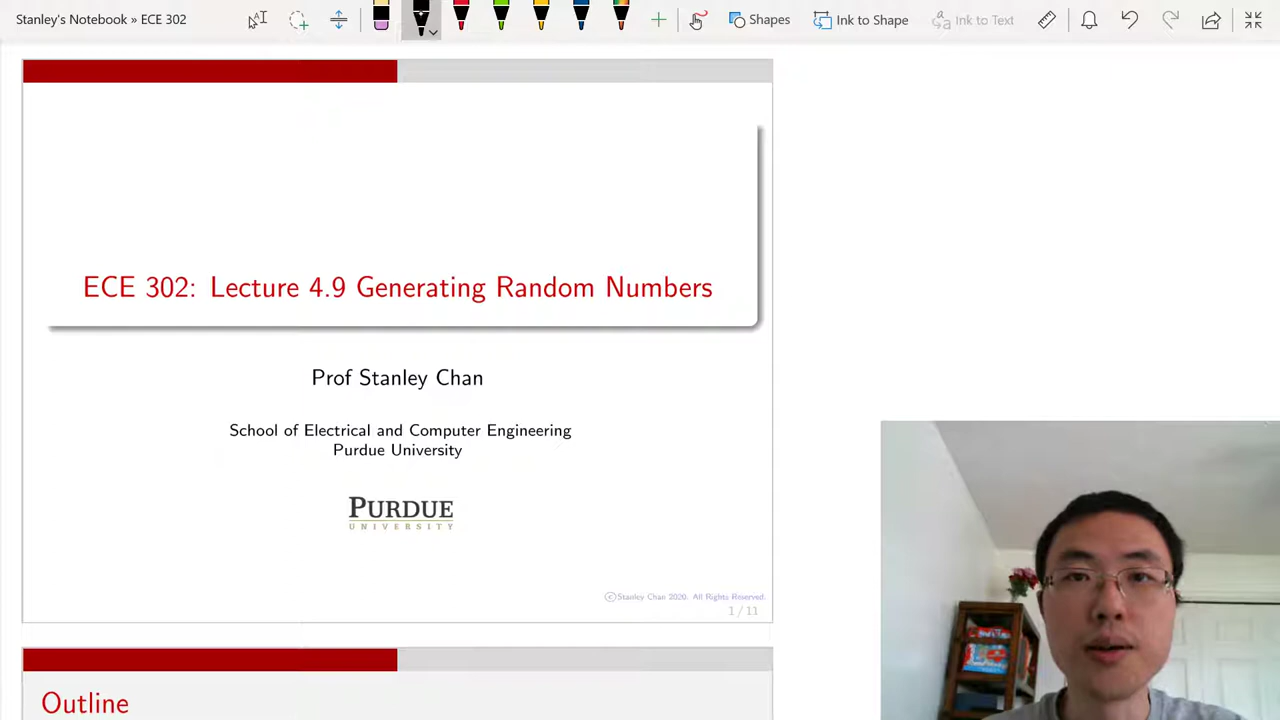 Stanley's Notebook » ECE 302
Shapes
Ink to Shape
Ink to Text
ECE 302: Lecture 4.9 Generating Random Numbers
Prof Stanley Chan
School of Electrical and Computer Engineering
Purdue University
PURDUE
UNIVERSITY
©Stanley Chan 2020. All Rights Reserved.
1 / 11
Outline